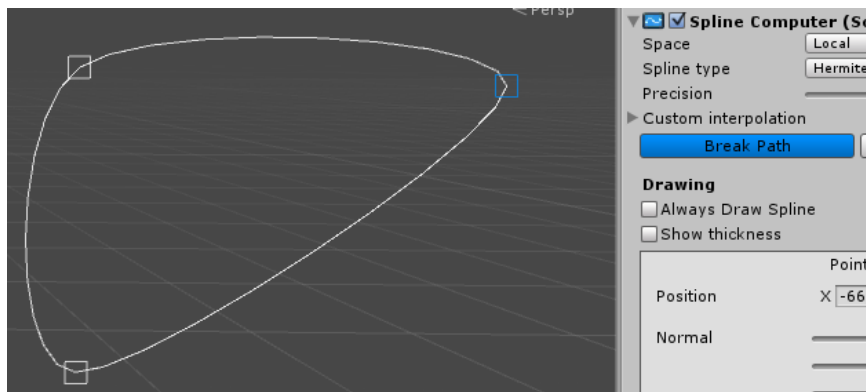 Persp
Spline Computer (S
Space Local
Spline type Hermite
Precision
Custom interpolation
Break Path
Drawing
Always Draw Spline
Show thickness
Point
Position X -66
Normal